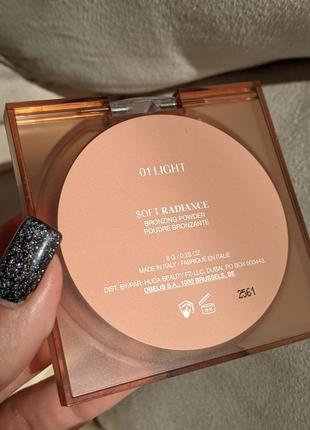 01 LIGHT
SOFT RADIANCE
BRONZING POWDER
POUDRE BRONZANTE
8 G / 0.28 OZ
MADE IN ITALY / FABRIQUÉ EN ITALIE
DIST. BY/PAR: HUDA BEAUTY FZ-LLC, DUBAI, PO BOX 500443,
OBELIS S.A., 1030 BRUSSELS, BE
2561